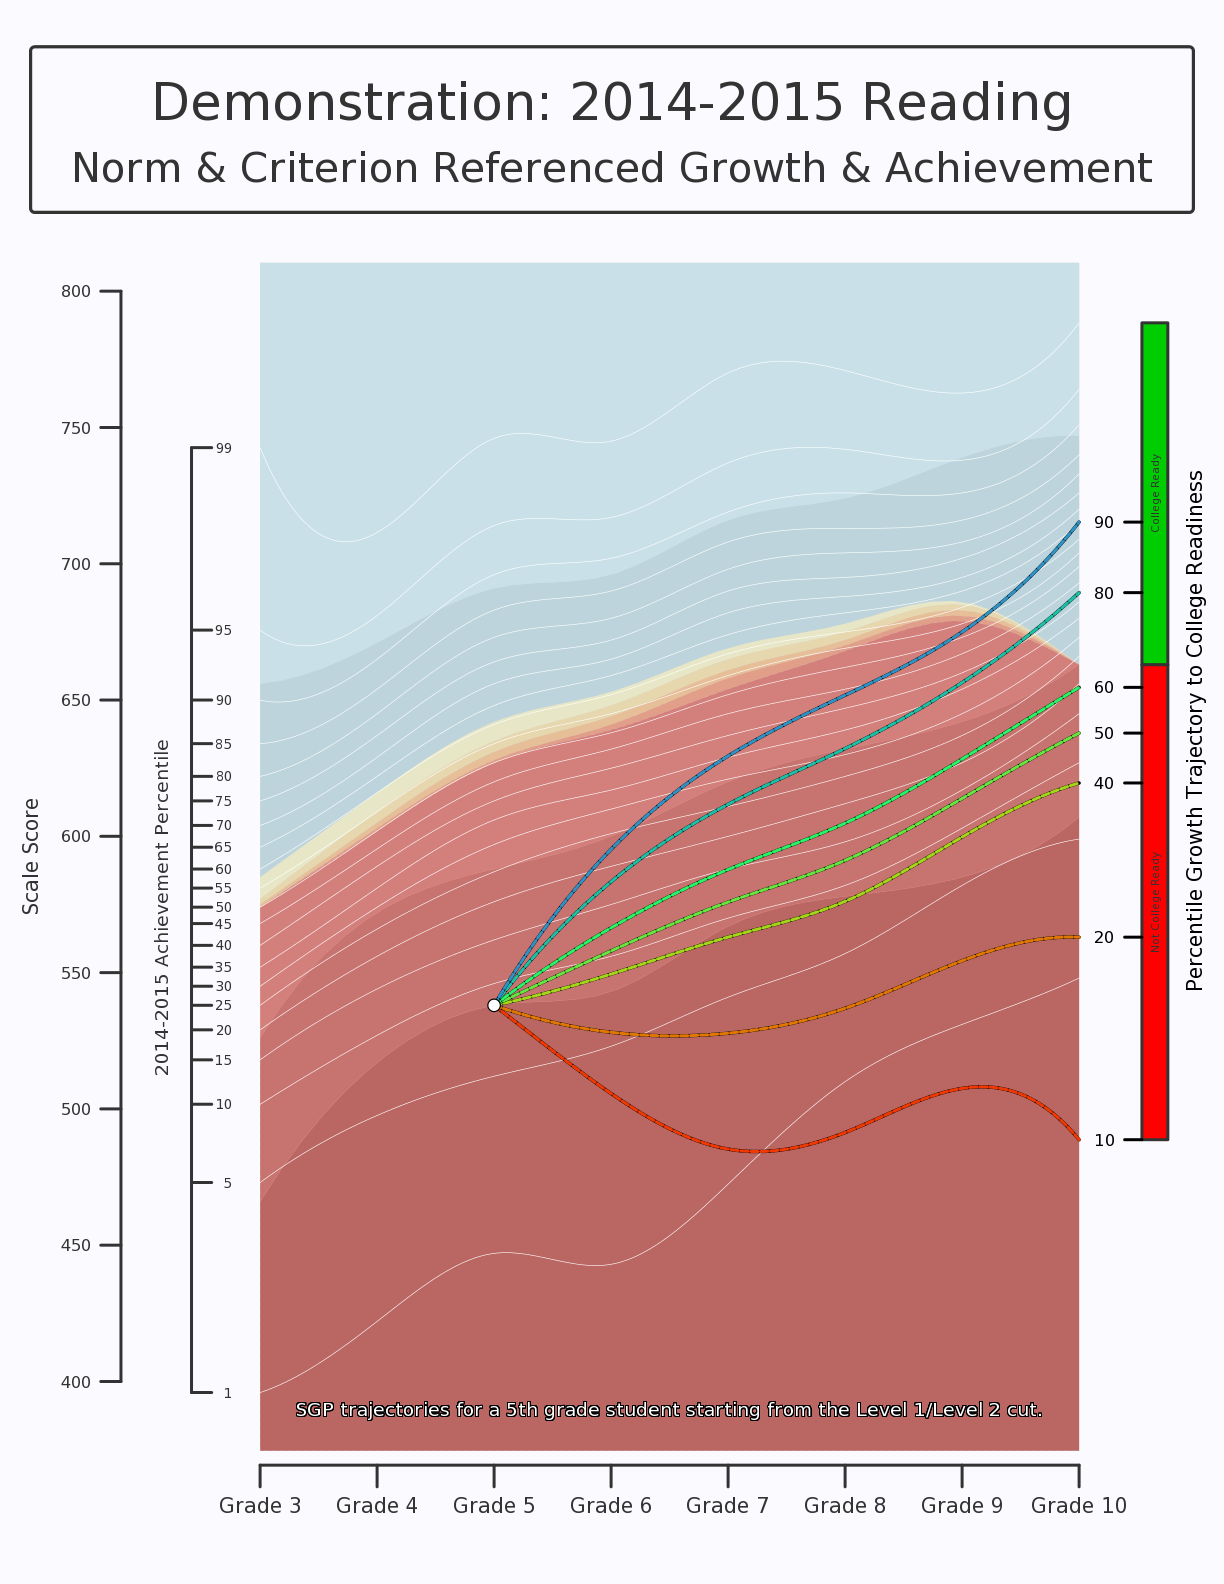 Demonstration: 2014-2015 Reading
Norm & Criterion Referenced Growth & Achievement
Scale Score
800
750
700
650
600
550
500
450
400
2014-2015 Achievement Percentile
99
95
90
85
80
75
70
65
60
55
50
45
40
35
30
25
20
15
10
5
1
SGP trajectories for a 5th grade student starting from the Level 1/Level 2 cut.
Grade 3
Grade 4
Grade 5
Grade 6
Grade 7
Grade 8
Grade 9
Grade 10
90
80
60
50
40
20
10
College Ready
Not College Ready
Percentile Growth Trajectory to College Readiness